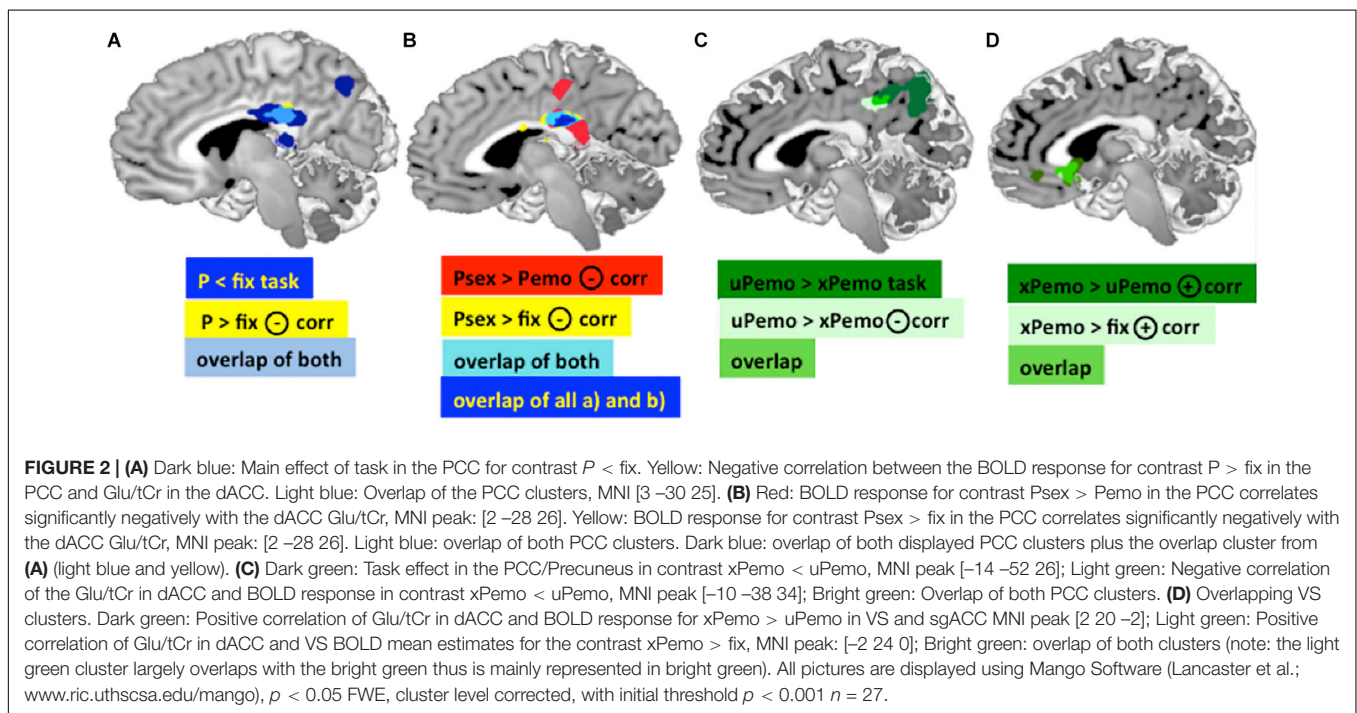 A B C D
P < fix task
P > fix ⊖ corr
overlap of both
Psex > Pemo ⊖ corr
Psex > fix ⊖ corr
overlap of both
overlap of all a) and b)
uPemo > xPemo task
uPemo > xPemo ⊖ corr
overlap
xPemo > uPemo ⊕ corr
xPemo > fix ⊕ corr
overlap
FIGURE 2 | (A) Dark blue: Main effect of task in the PCC for contrast P < fix. Yellow: Negative correlation between the BOLD response for contrast P > fix in the
PCC and Glu/tCr in the dACC. Light blue: Overlap of the PCC clusters, MNI [3 –30 25]. (B) Red: BOLD response for contrast Psex > Pemo in the PCC correlates
significantly negatively with the dACC Glu/tCr, MNI peak: [2 –28 26]. Yellow: BOLD response for contrast Psex > fix in the PCC correlates significantly negatively with
the dACC Glu/tCr, MNI peak: [2 –28 26]. Light blue: overlap of both PCC clusters. Dark blue: overlap of both displayed PCC clusters plus the overlap cluster from
(A) (light blue and yellow). (C) Dark green: Task effect in the PCC/Precuneus in contrast xPemo < uPemo, MNI peak [–14 –52 26]; Light green: Negative correlation
of the Glu/tCr in dACC and BOLD response in contrast xPemo < uPemo, MNI peak [–10 –38 34]; Bright green: Overlap of both PCC clusters. (D) Overlapping VS
clusters. Dark green: Positive correlation of Glu/tCr in dACC and BOLD response for xPemo > uPemo in VS and sgACC MNI peak [2 20 –2]; Light green: Positive
correlation of Glu/tCr in dACC and VS BOLD mean estimates for the contrast xPemo > fix, MNI peak: [–2 24 0]; Bright green: overlap of both clusters (note: the light
green cluster largely overlaps with the bright green thus is mainly represented in bright green). All pictures are displayed using Mango Software (Lancaster et al.;
www.ric.uthscsa.edu/mango), p < 0.05 FWE, cluster level corrected, with initial threshold p < 0.001 n = 27.